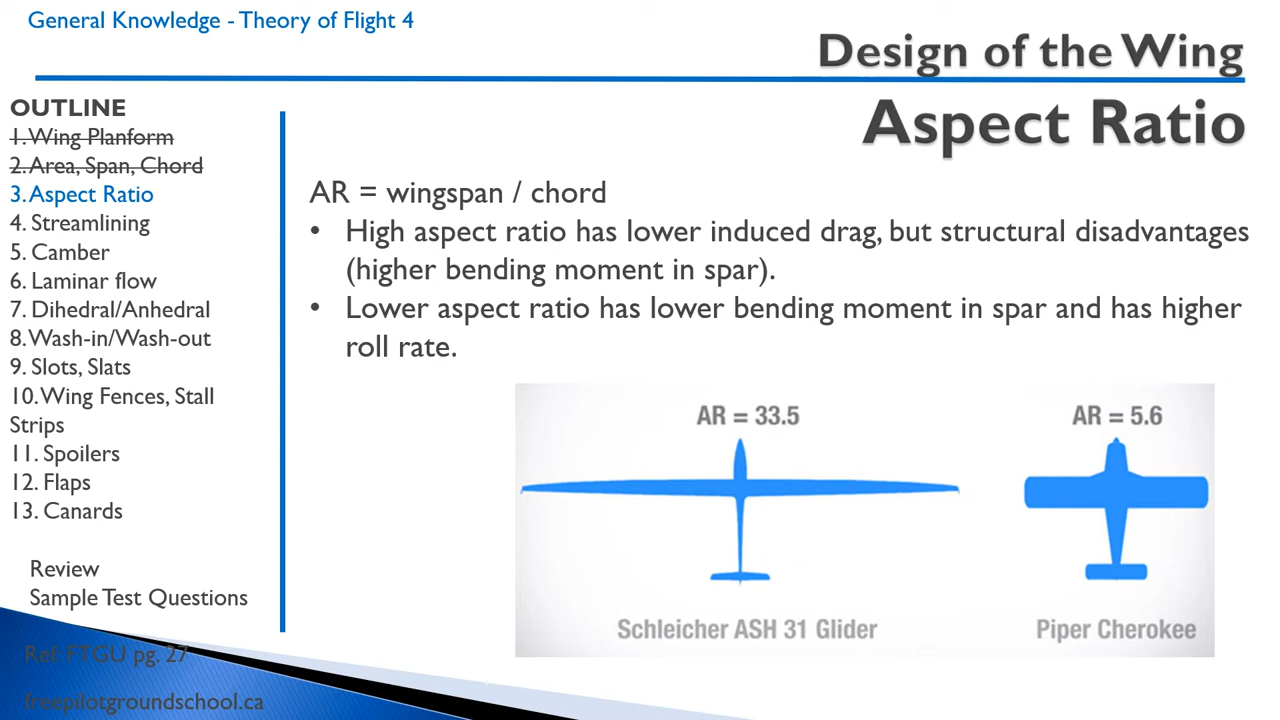 General Knowledge - Theory of Flight 4
Design of the Wing
Aspect Ratio
OUTLINE
1. Wing Planform
2. Area, Span, Chord
3. Aspect Ratio
4. Streamlining
5. Camber
6. Laminar flow
7. Dihedral/Anhedral
8. Wash-in/Wash-out
9. Slots, Slats
10. Wing Fences, Stall
Strips
11. Spoilers
12. Flaps
13. Canards
Review
Sample Test Questions
Ref: FTGU pg. 27
freepilotgroundschool.ca
AR = wingspan / chord
• High aspect ratio has lower induced drag, but structural disadvantages
(higher bending moment in spar).
• Lower aspect ratio has lower bending moment in spar and has higher
roll rate.
AR = 33.5
AR = 5.6
Schleicher ASH 31 Glider
Piper Cherokee